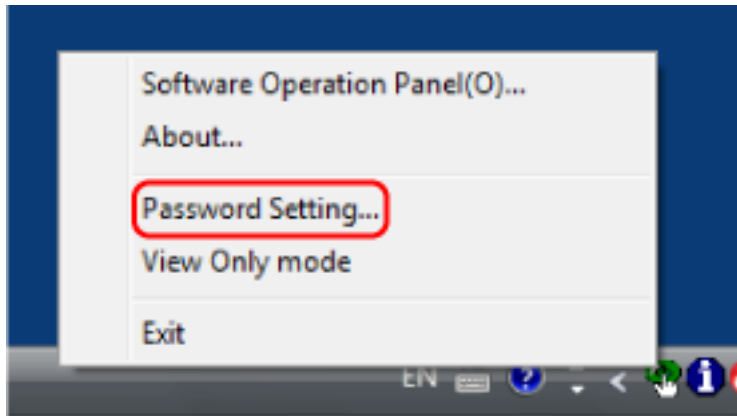 Software Operation Panel(O)...
About...
Password Setting...
View Only mode
Exit
EN